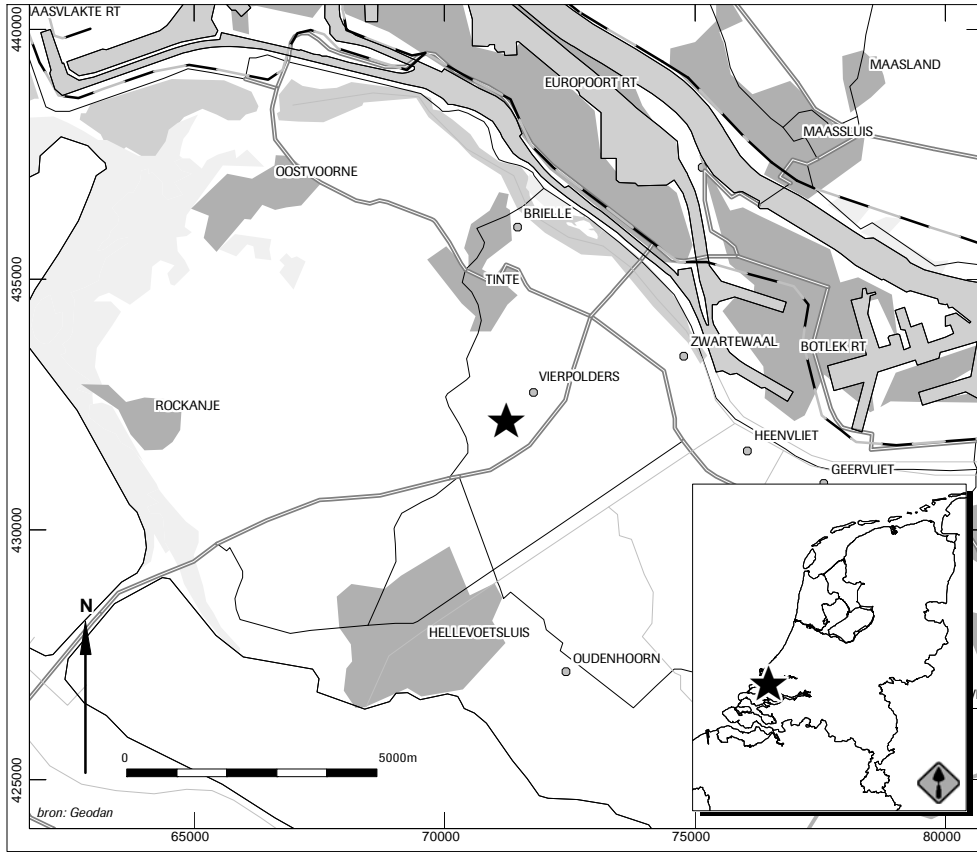 AASVLAKTE RT
EUROPOORT RT
MAASLAND
MAASSLUIS
OOSTVOORNE
BRIELLE
TINTE
ZWARTEWAAL
BOTLEK RT
VIERPOLDERS
ROCKANJE
HEENVLIET
GEERVLIET
HELLEVOETSLUIS
OUDENHOORN
N
0
5000m
bron: Geodan
440000
435000
430000
425000
65000
70000
75000
80000